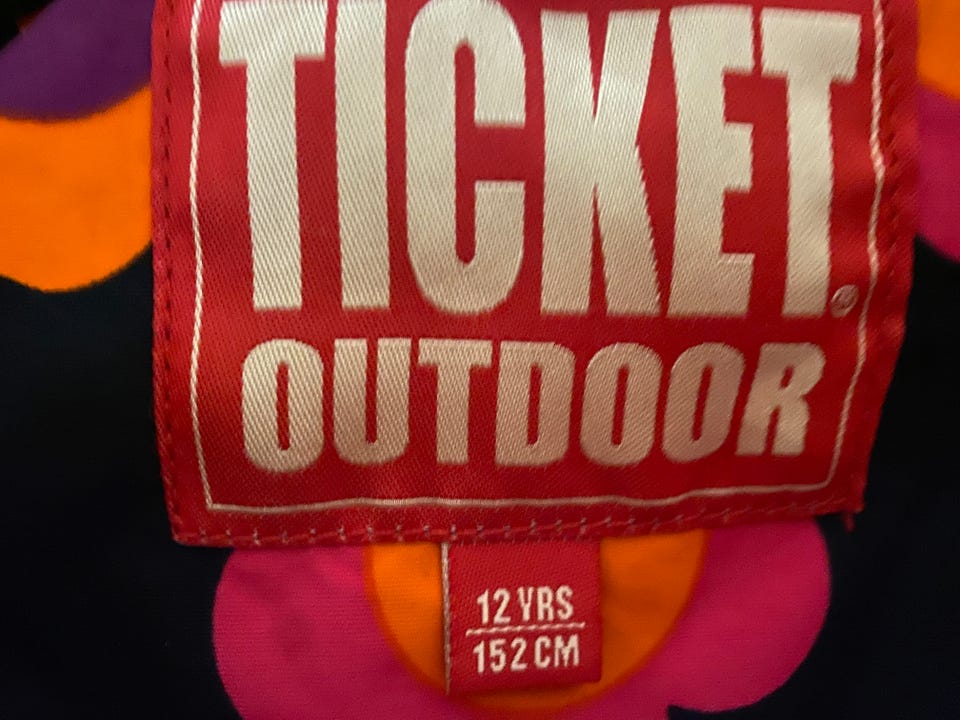 TICKET®
OUTDOOR
12 YRS
152 CM